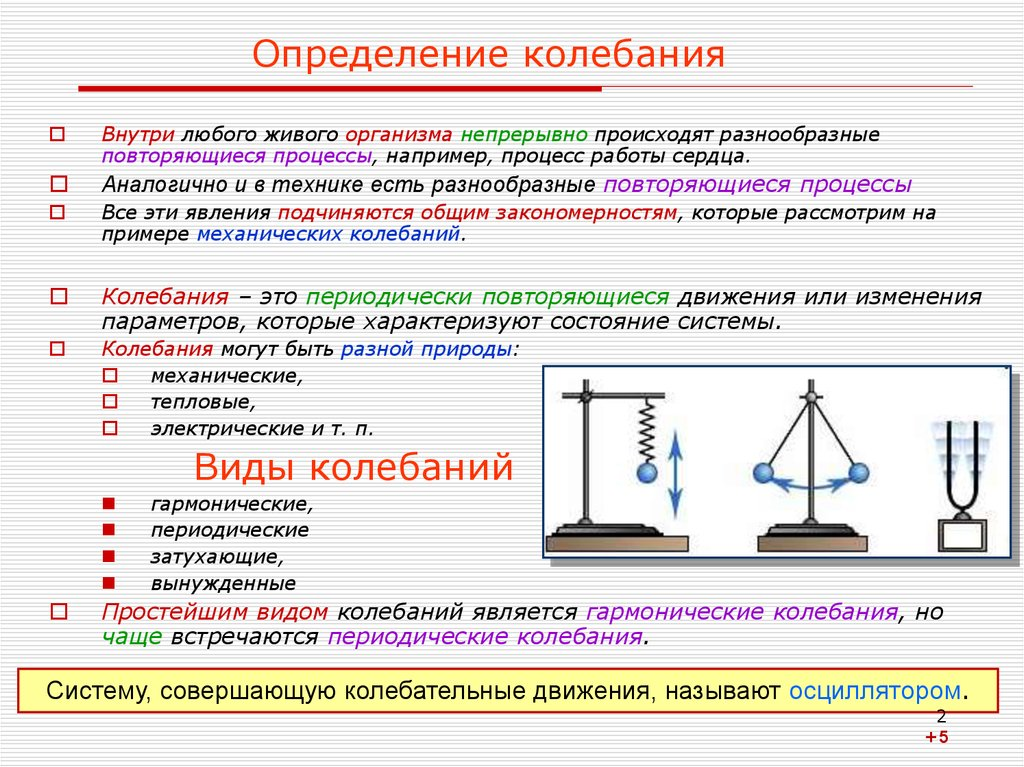 Определение колебания
Внутри любого живого организма непрерывно происходят разнообразные
повторяющиеся процессы, например, процесс работы сердца.
Аналогично и в технике есть разнообразные повторяющиеся процессы
Все эти явления подчиняются общим закономерностям, которые рассмотрим на
примере механических колебаний.
Колебания – это периодически повторяющиеся движения или изменения
параметров, которые характеризуют состояние системы.
Колебания могут быть разной природы:
механические,
тепловые,
электрические и т. п.
Виды колебаний
гармонические,
периодические
затухающие,
вынужденные
Простейшим видом колебаний является гармонические колебания, но
чаще встречаются периодические колебания.
Систему, совершающую колебательные движения, называют осциллятором.
2
+5